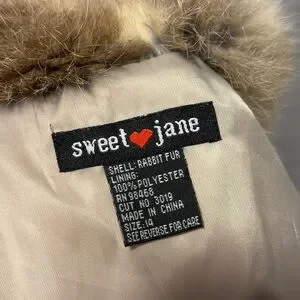 sweet jane
SHELL: RABBIT FUR
LINING:
100% POLYESTER
RN 98468
CUT NO 3019
MADE IN CHINA
SIZE: 14
SEE REVERSE FOR CARE